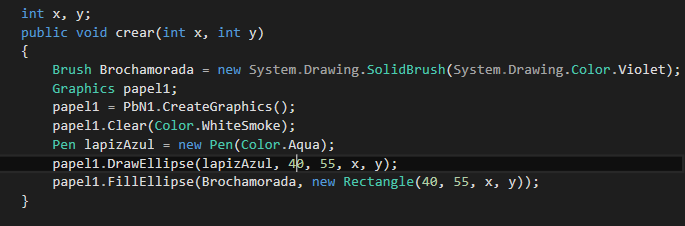 int x, y;
public void crear(int x, int y)
{
Brush Brochamorada = new System.Drawing.SolidBrush(System.Drawing.Color.Violet);
Graphics papel1;
papel1 = PbN1.CreateGraphics();
papel1.Clear(Color.WhiteSmoke);
Pen lapizAzul = new Pen(Color.Aqua);
papel1.DrawEllipse(lapizAzul, 40, 55, x, y);
papel1.FillEllipse(Brochamorada, new Rectangle(40, 55, x, y));
}